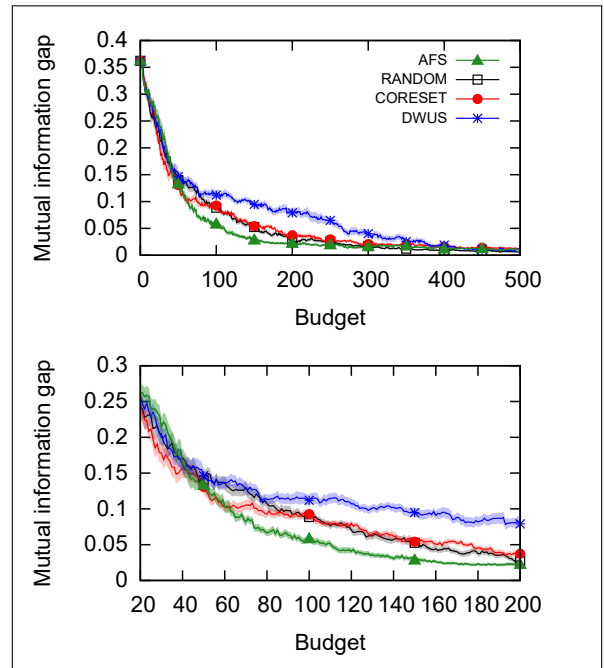 Mutual information gap
0.4
0.35
0.3
0.25
0.2
0.15
0.1
0.05
0
AFS
RANDOM
CORESET
DWUS
0 100 200 300 400 500
Budget
Mutual information gap
0.3
0.25
0.2
0.15
0.1
0.05
0
20 40 60 80 100 120 140 160 180 200
Budget